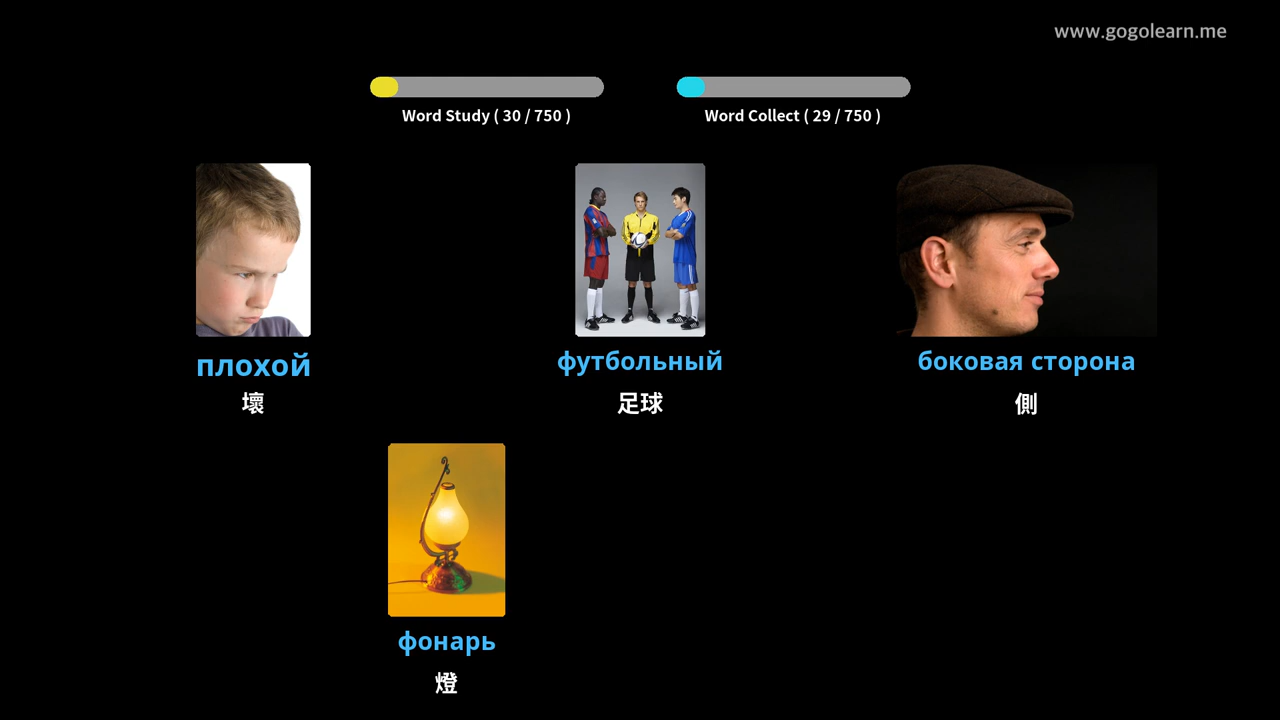 www.gogolearn.me
Word Study ( 30 / 750 )
Word Collect ( 29 / 750 )
плохой
футбольный
боковая сторона
壞
足球
側
фонарь
燈